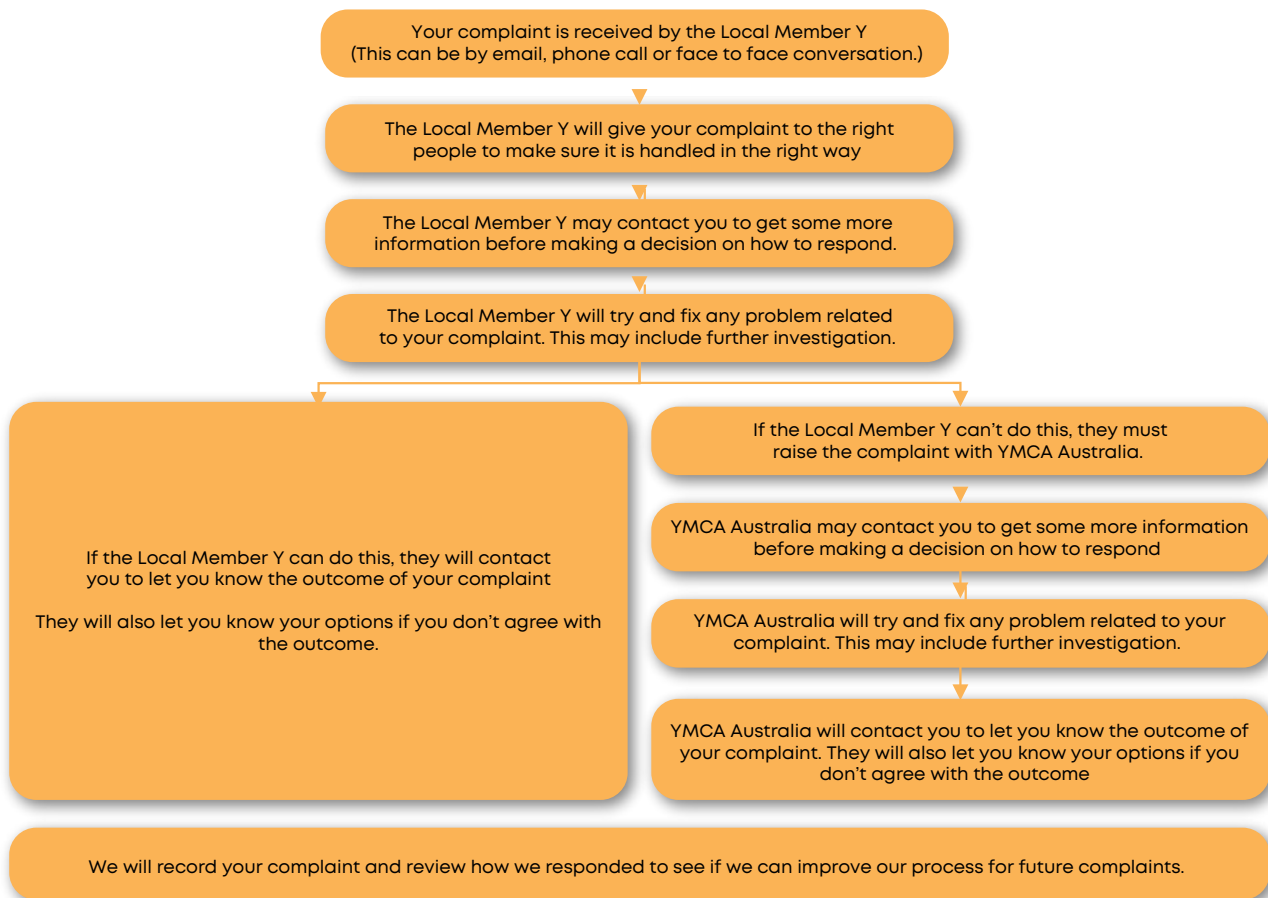 Your complaint is received by the Local Member Y
(This can be by email, phone call or face to face conversation.)
The Local Member Y will give your complaint to the right
people to make sure it is handled in the right way
The Local Member Y may contact you to get some more
information before making a decision on how to respond.
The Local Member Y will try and fix any problem related
to your complaint. This may include further investigation.
If the Local Member Y can do this, they will contact
you to let you know the outcome of your complaint
They will also let you know your options if you don’t agree with
the outcome.
If the Local Member Y can’t do this, they must
raise the complaint with YMCA Australia.
YMCA Australia may contact you to get some more information
before making a decision on how to respond
YMCA Australia will try and fix any problem related to your
complaint. This may include further investigation.
YMCA Australia will contact you to let you know the outcome of
your complaint. They will also let you know your options if you
don’t agree with the outcome
We will record your complaint and review how we responded to see if we can improve our process for future complaints.